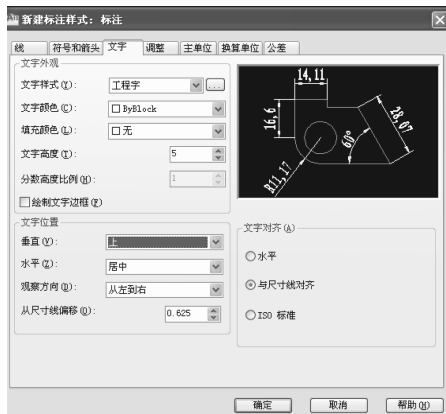 新建标注样式: 标注
线 符号和箭头 文字 调整 主单位 换算单位 公差
文字外观
文字样式(Y): 工程字 ...
文字颜色(C): ByBlock
填充颜色(L): 无
文字高度(T): 5
分数高度比例(H): 1
绘制文字边框(F)
14,11
16,6
28,07
60°
R11,17
文字位置
垂直(V): 上
水平(Z): 居中
观察方向(D): 从左到右
从尺寸线偏移(O): 0.625
文字对齐(A)
水平
与尺寸线对齐
ISO 标准
确定 取消 帮助(H)